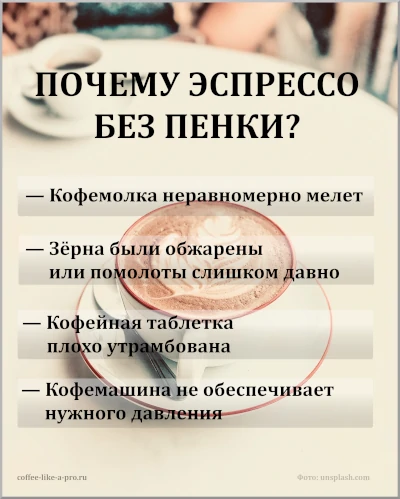 ПОЧЕМУ ЭСПРЕССО
БЕЗ ПЕНКИ?
— Кофемолка неравномерно мелет
— Зёрна были обжарены
или помолоты слишком давно
— Кофейная таблетка
плохо утрамбована
— Кофемашина не обеспечивает
нужного давления
coffee-like-a-pro.ru
Фото: unsplash.com